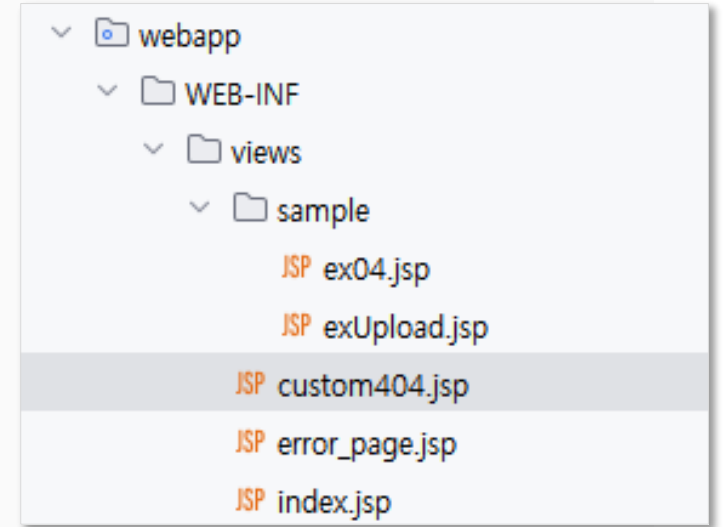 webapp
WEB-INF
views
sample
JSP ex04.jsp
JSP exUpload.jsp
JSP custom404.jsp
JSP error_page.jsp
JSP index.jsp